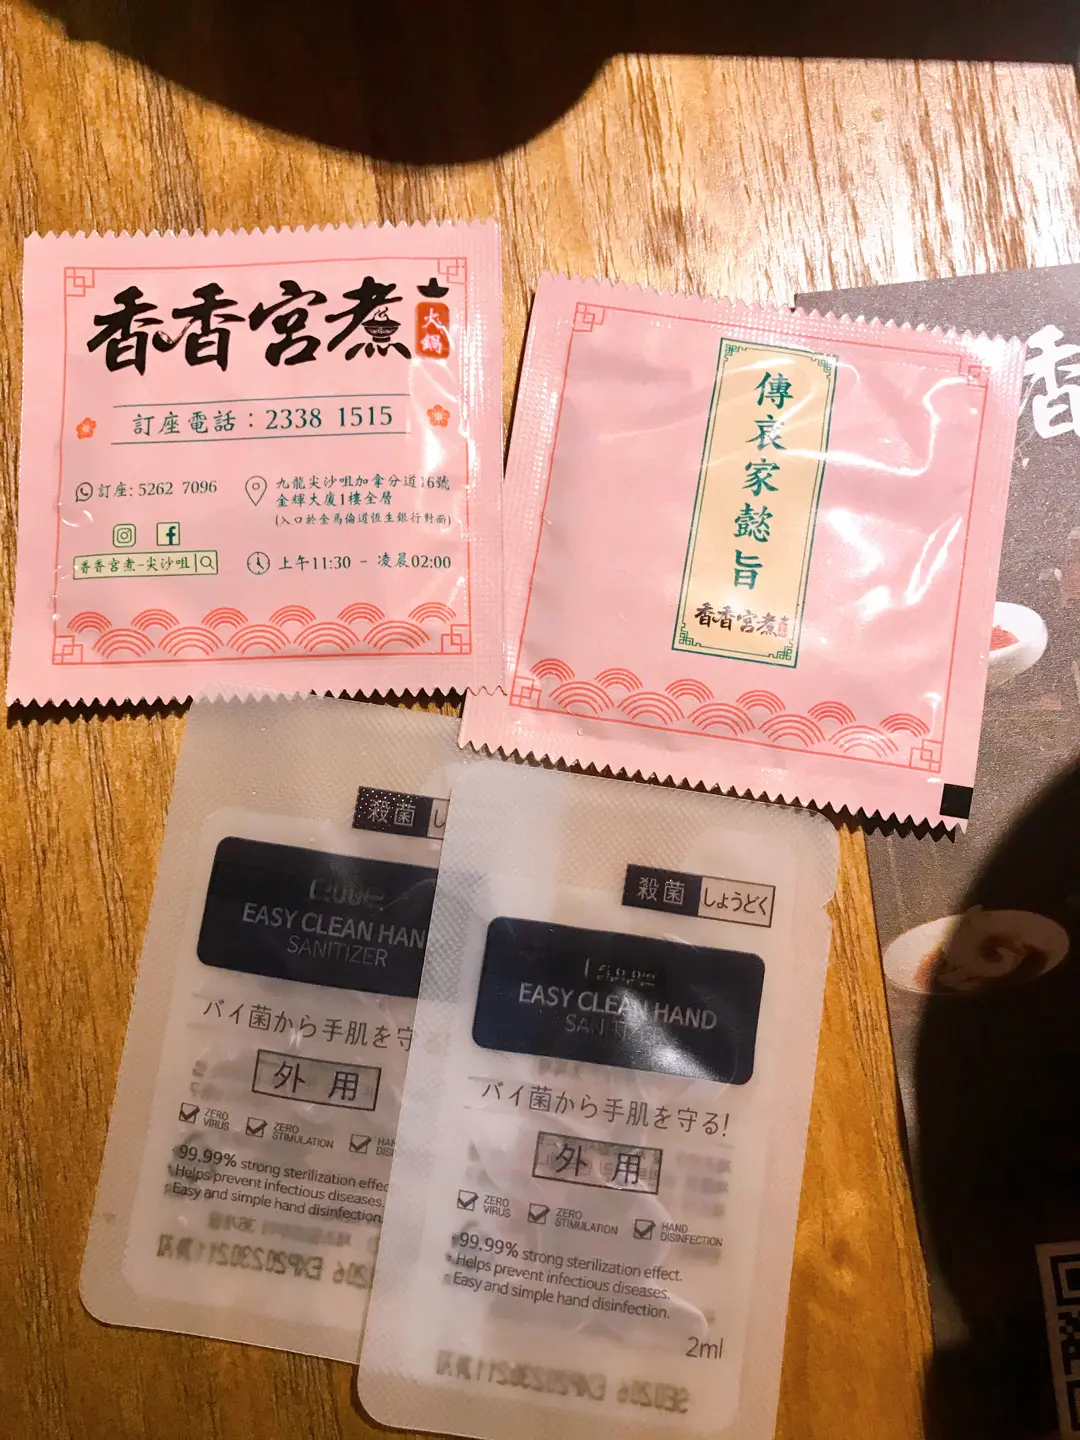 香香宮煮
火鍋
訂座電話：2338 1515
訂座: 5262 7096
九龍尖沙咀加拿分道16號
金輝大廈1樓全層
(入口於金馬倫道恆生銀行對面)
香香宮煮-尖沙咀
上午11:30 - 凌晨02:00
傳哀家懿旨
香香宮煮
香
殺菌
EASY CLEAN HAN
SANITIZER
バイ菌から手肌を守
外用
ZERO
VIRUS
ZERO
STIMULATION
99.99% strong sterilization effec
Helps prevent infectious diseases.
Easy and simple hand disinfection.
殺菌 しょうどく
EASY CLEAN HAND
バイ菌から手肌を守る!
外用
ZERO
VIRUS
ZERO
STIMULATION
HAND
DISINFECTION
99.99% strong sterilization effect.
Helps prevent infectious diseases.
Easy and simple hand disinfection.
2ml